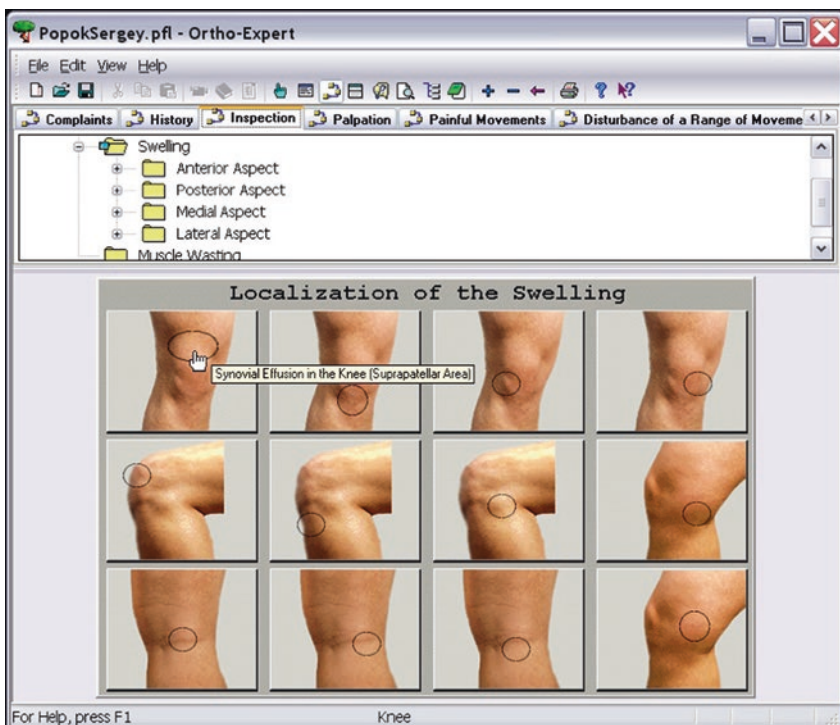 PopokSergey.pfl - Ortho-Expert
File Edit View Help
Complaints History Inspection Palpation Painful Movements Disturbance of a Range of Moveme
Swelling
Anterior Aspect
Posterior Aspect
Medial Aspect
Lateral Aspect
Muscle Wasting
Localization of the Swelling
Synovial Effusion in the Knee (Suprapatellar Area)
For Help, press F1 Knee